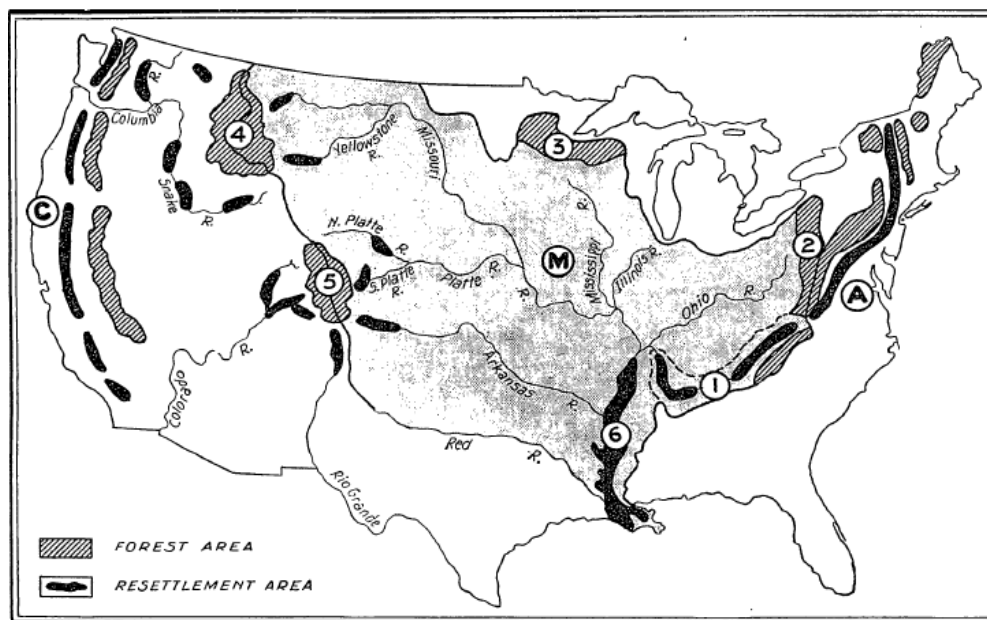 Columbia
R.
4
Yellowstone
R.
Missouri
3
Snake
R.
C
N. Platte
R.
S. Platte
R.
Platte
R.
M
R.
Mississippi
Illinois R.
2
5
R.
Ohio
R.
A
Colorado
R.
Arkansas
R.
1
6
Red
R.
Rio Grande
FOREST AREA
RESETTLEMENT AREA